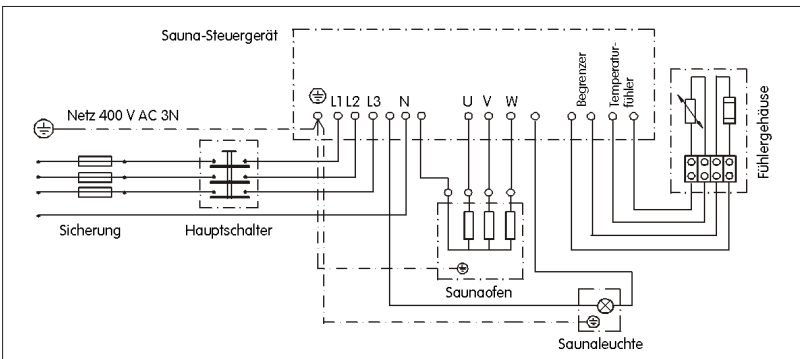 Sauna-Steuergerät
L1 L2 L3 N U V W
Begrenzer
Temperatur-
fühler
Netz 400 V AC 3N
Fühlergehäuse
Sicherung
Hauptschalter
Saunaofen
Saunaleuchte